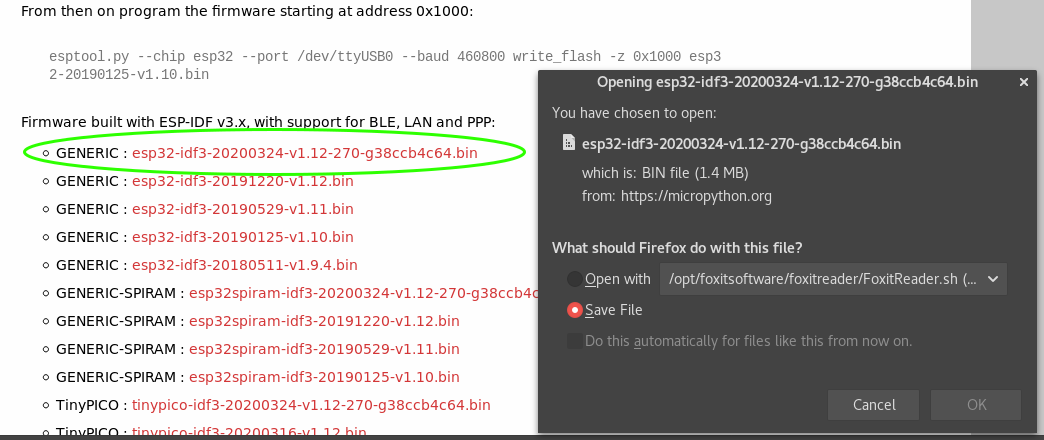 From then on program the firmware starting at address 0x1000:
esptool.py --chip esp32 --port /dev/ttyUSB0 --baud 460800 write_flash -z 0x1000 esp3
2-20190125-v1.10.bin
Firmware built with ESP-IDF v3.x, with support for BLE, LAN and PPP:
GENERIC : esp32-idf3-20200324-v1.12-270-g38ccb4c64.bin
GENERIC : esp32-idf3-20191220-v1.12.bin
GENERIC : esp32-idf3-20190529-v1.11.bin
GENERIC : esp32-idf3-20190125-v1.10.bin
GENERIC : esp32-idf3-20180511-v1.9.4.bin
GENERIC-SPIRAM : esp32spiram-idf3-20200324-v1.12-270-g38ccb4c
GENERIC-SPIRAM : esp32spiram-idf3-20191220-v1.12.bin
GENERIC-SPIRAM : esp32spiram-idf3-20190529-v1.11.bin
GENERIC-SPIRAM : esp32spiram-idf3-20190125-v1.10.bin
TinyPICO : tinypico-idf3-20200324-v1.12-270-g38ccb4c64.bin
TinyPICO : tinypico-idf3-20200316-v1.12.bin
Opening esp32-idf3-20200324-v1.12-270-g38ccb4c64.bin
You have chosen to open:
esp32-idf3-20200324-v1.12-270-g38ccb4c64.bin
which is: BIN file (1.4 MB)
from: https://micropython.org
What should Firefox do with this file?
Open with /opt/foxitsoftware/foxitreader/FoxitReader.sh (...
Save File
Do this automatically for files like this from now on.
Cancel OK